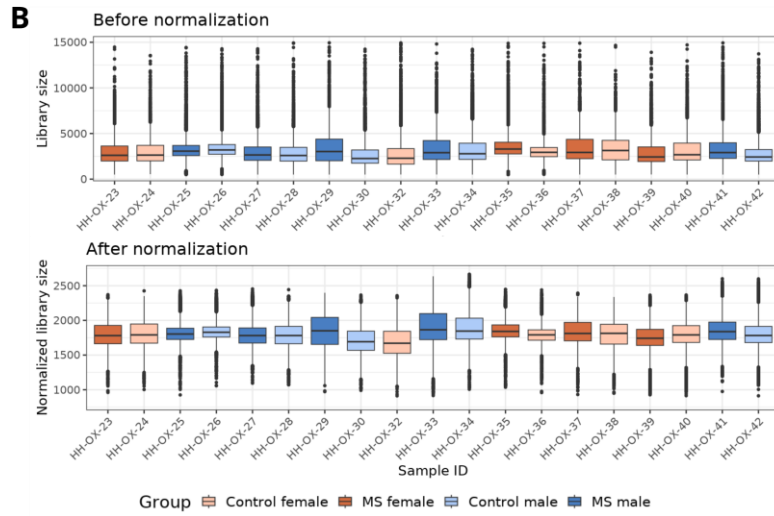 B
Before normalization
Library size
15000
10000
5000
0
HH-OX-23 HH-OX-24 HH-OX-25 HH-OX-26 HH-OX-27 HH-OX-28 HH-OX-29 HH-OX-30 HH-OX-32 HH-OX-33 HH-OX-34 HH-OX-35 HH-OX-36 HH-OX-37 HH-OX-38 HH-OX-39 HH-OX-40 HH-OX-41 HH-OX-42
After normalization
Normalized library size
2500
2000
1500
1000
HH-OX-23 HH-OX-24 HH-OX-25 HH-OX-26 HH-OX-27 HH-OX-28 HH-OX-29 HH-OX-30 HH-OX-32 HH-OX-33 HH-OX-34 HH-OX-35 HH-OX-36 HH-OX-37 HH-OX-38 HH-OX-39 HH-OX-40 HH-OX-41 HH-OX-42
Sample ID
Group Control female MS female Control male MS male